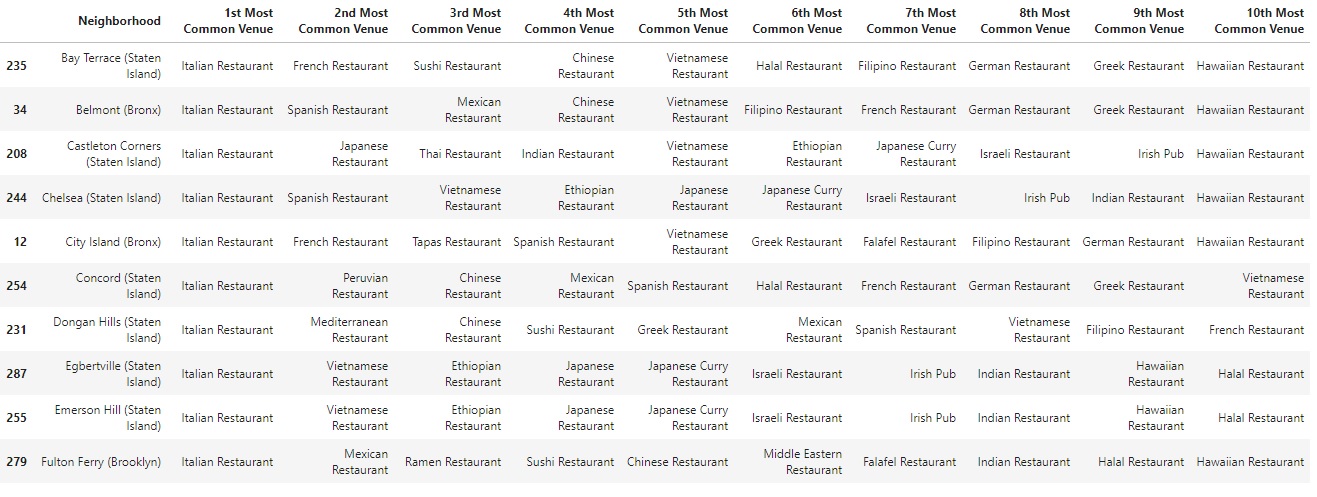 Neighborhood 1st Most Common Venue 2nd Most Common Venue 3rd Most Common Venue 4th Most Common Venue 5th Most Common Venue 6th Most Common Venue 7th Most Common Venue 8th Most Common Venue 9th Most Common Venue 10th Most Common Venue
235 Bay Terrace (Staten Island) Italian Restaurant French Restaurant Sushi Restaurant Chinese Restaurant Vietnamese Restaurant Halal Restaurant Filipino Restaurant German Restaurant Greek Restaurant Hawaiian Restaurant
34 Belmont (Bronx) Italian Restaurant Spanish Restaurant Mexican Restaurant Chinese Restaurant Vietnamese Restaurant Filipino Restaurant French Restaurant German Restaurant Greek Restaurant Hawaiian Restaurant
208 Castleton Corners (Staten Island) Italian Restaurant Japanese Restaurant Thai Restaurant Indian Restaurant Vietnamese Restaurant Ethiopian Restaurant Japanese Curry Restaurant Israeli Restaurant Irish Pub Hawaiian Restaurant
244 Chelsea (Staten Island) Italian Restaurant Spanish Restaurant Vietnamese Restaurant Ethiopian Restaurant Japanese Restaurant Japanese Curry Restaurant Israeli Restaurant Irish Pub Indian Restaurant Hawaiian Restaurant
12 City Island (Bronx) Italian Restaurant French Restaurant Tapas Restaurant Spanish Restaurant Vietnamese Restaurant Greek Restaurant Falafel Restaurant Filipino Restaurant German Restaurant Hawaiian Restaurant
254 Concord (Staten Island) Italian Restaurant Peruvian Restaurant Chinese Restaurant Mexican Restaurant Spanish Restaurant Halal Restaurant French Restaurant German Restaurant Greek Restaurant Vietnamese Restaurant
231 Dongan Hills (Staten Island) Italian Restaurant Mediterranean Restaurant Chinese Restaurant Sushi Restaurant Greek Restaurant Mexican Restaurant Spanish Restaurant Vietnamese Restaurant Filipino Restaurant French Restaurant
287 Egbertville (Staten Island) Italian Restaurant Vietnamese Restaurant Ethiopian Restaurant Japanese Restaurant Japanese Curry Restaurant Israeli Restaurant Irish Pub Indian Restaurant Hawaiian Restaurant Halal Restaurant
255 Emerson Hill (Staten Island) Italian Restaurant Vietnamese Restaurant Ethiopian Restaurant Japanese Restaurant Japanese Curry Restaurant Israeli Restaurant Irish Pub Indian Restaurant Hawaiian Restaurant Halal Restaurant
279 Fulton Ferry (Brooklyn) Italian Restaurant Mexican Restaurant Ramen Restaurant Sushi Restaurant Chinese Restaurant Middle Eastern Restaurant Falafel Restaurant Indian Restaurant Halal Restaurant Hawaiian Restaurant